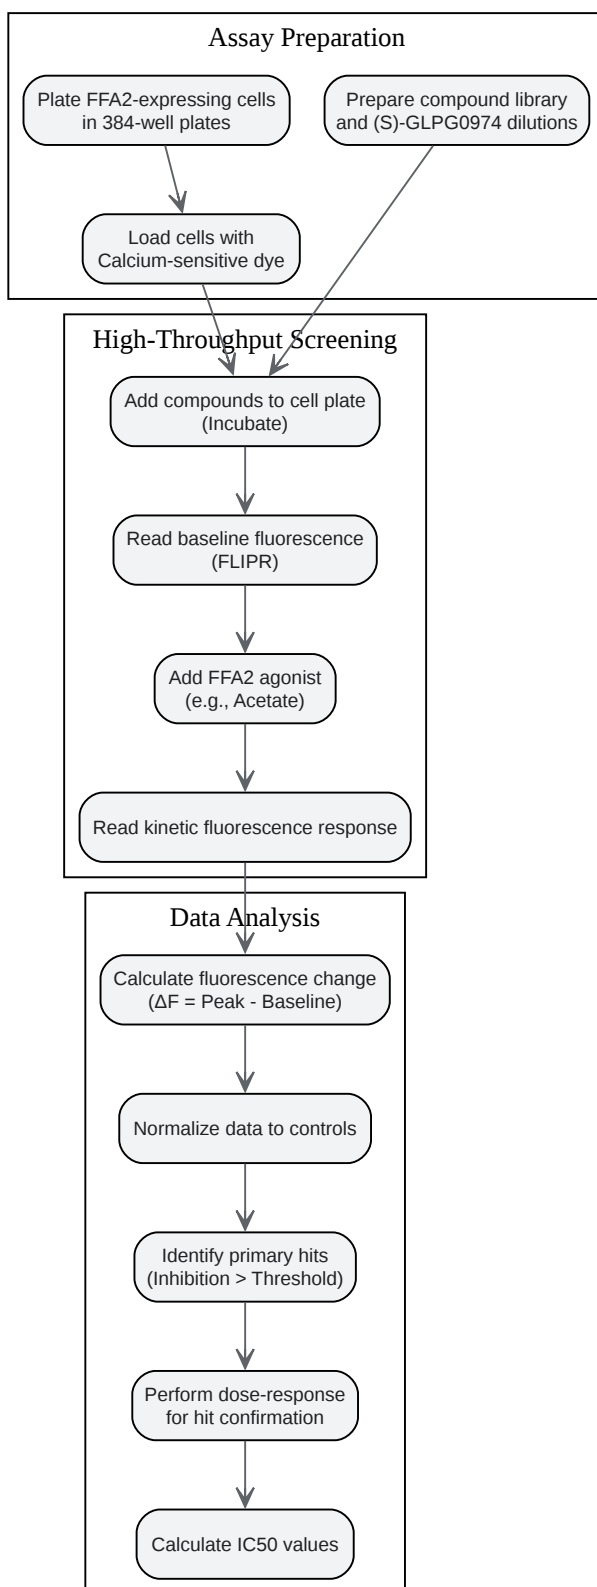 Assay Preparation
Plate FFA2-expressing cells
in 384-well plates
Prepare compound library
and (S)-GLPG0974 dilutions
Load cells with
Calcium-sensitive dye
High-Throughput Screening
Add compounds to cell plate
(Incubate)
Read baseline fluorescence
(FLIPR)
Add FFA2 agonist
(e.g., Acetate)
Read kinetic fluorescence response
Data Analysis
Calculate fluorescence change
(ΔF = Peak - Baseline)
Normalize data to controls
Identify primary hits
(Inhibition > Threshold)
Perform dose-response
for hit confirmation
Calculate IC50 values